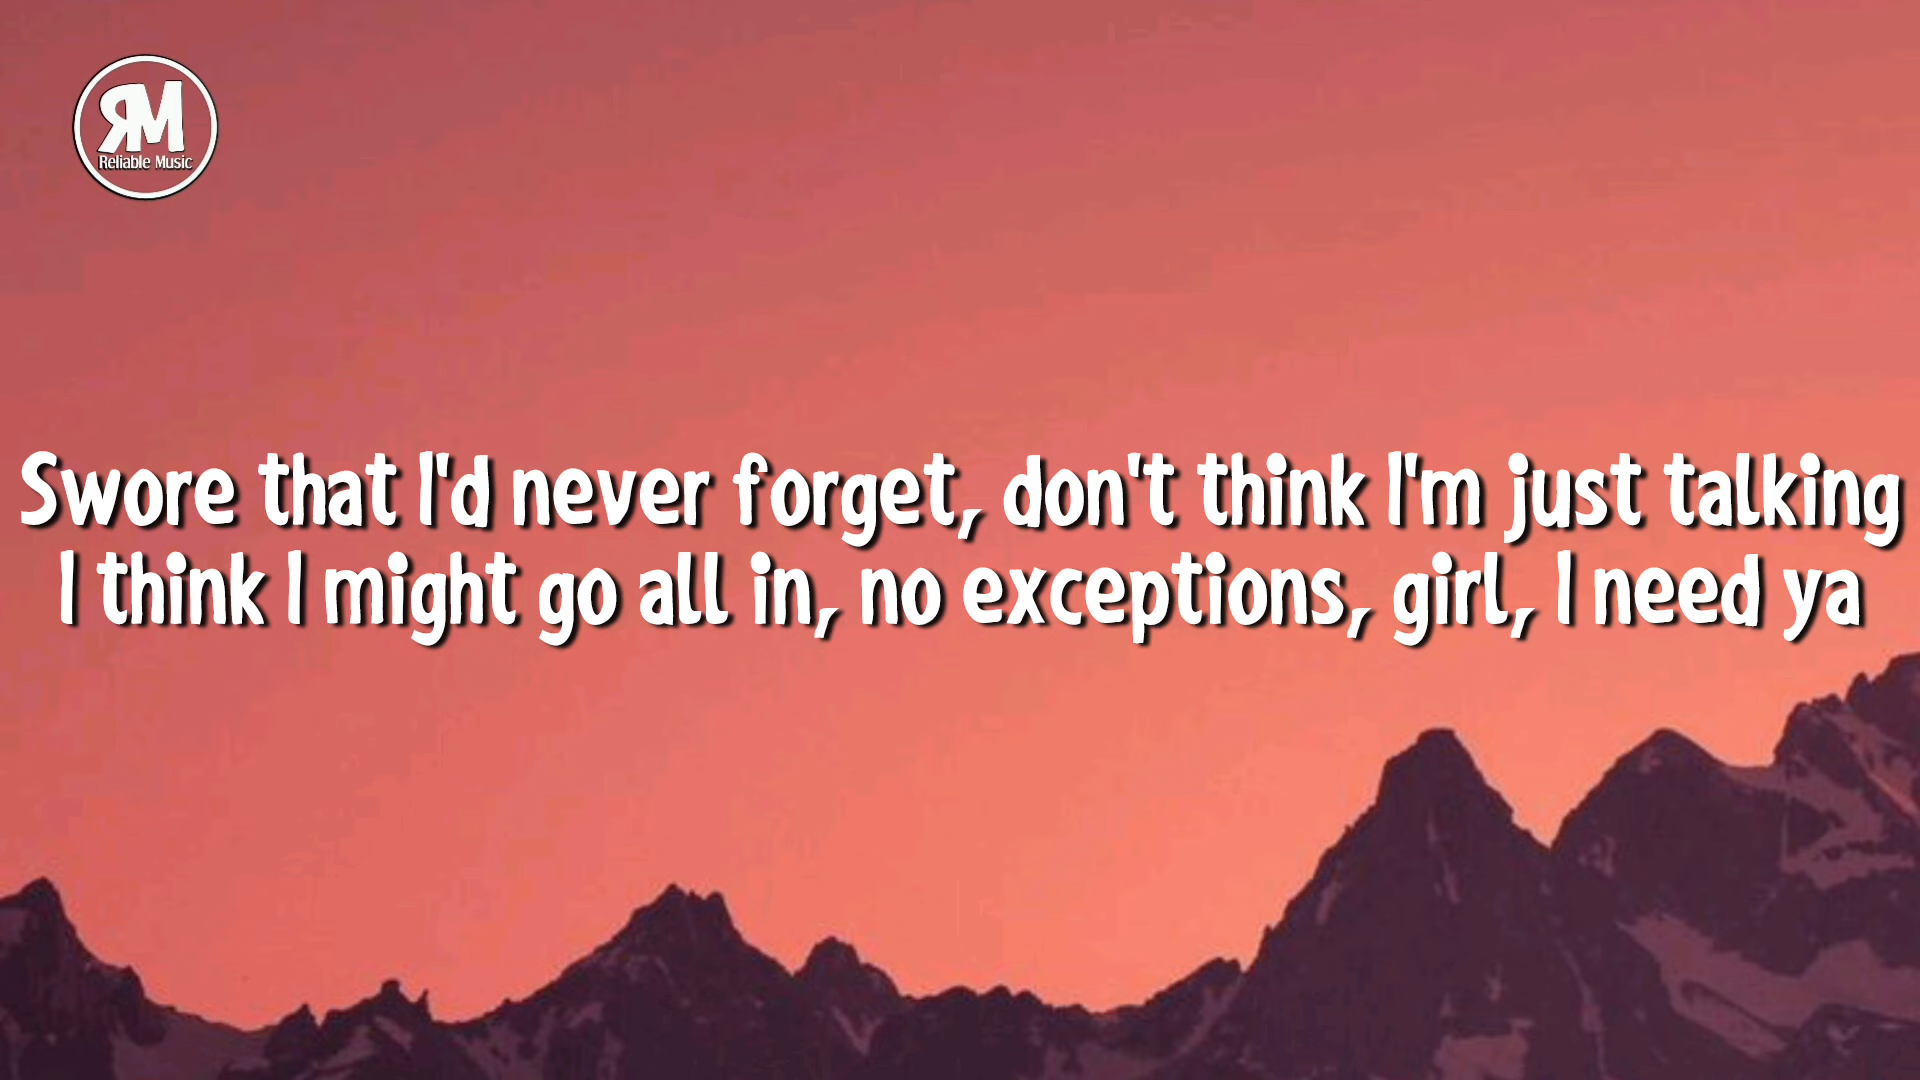 RM
Reliable Music
Swore that I'd never forget, don't think I'm just talking
I think I might go all in, no exceptions, girl, I need ya